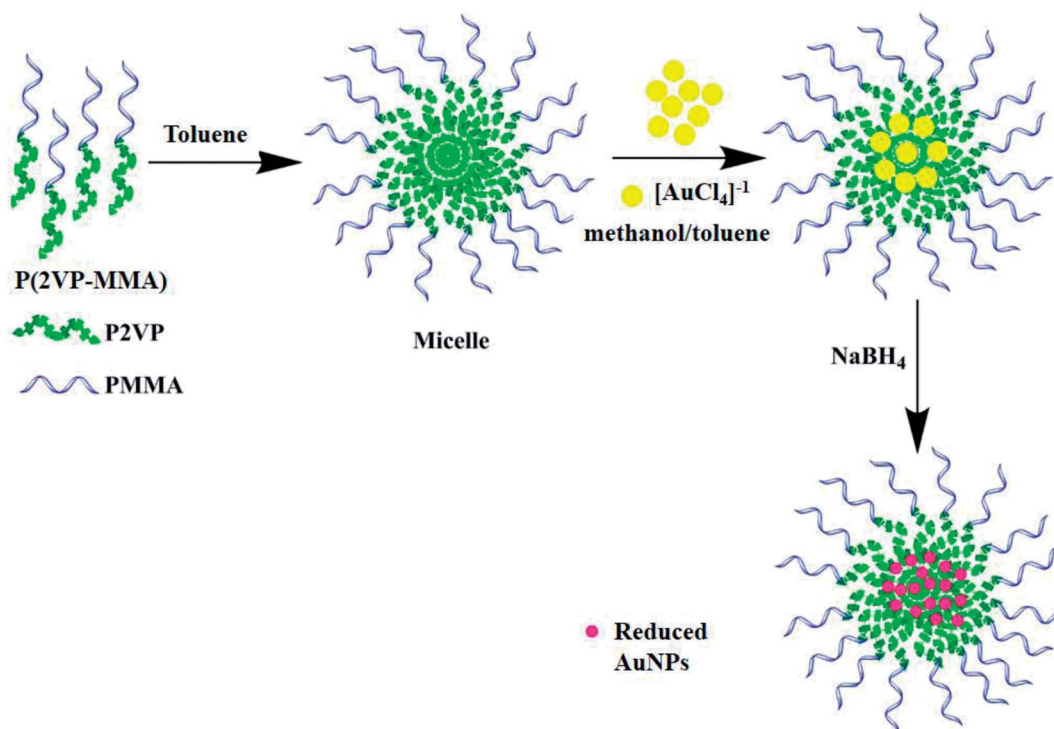 Toluene
[AuCl₄]⁻¹
methanol/toluene
P(2VP-MMA)
P2VP
PMMA
Micelle
NaBH₄
Reduced
AuNPs